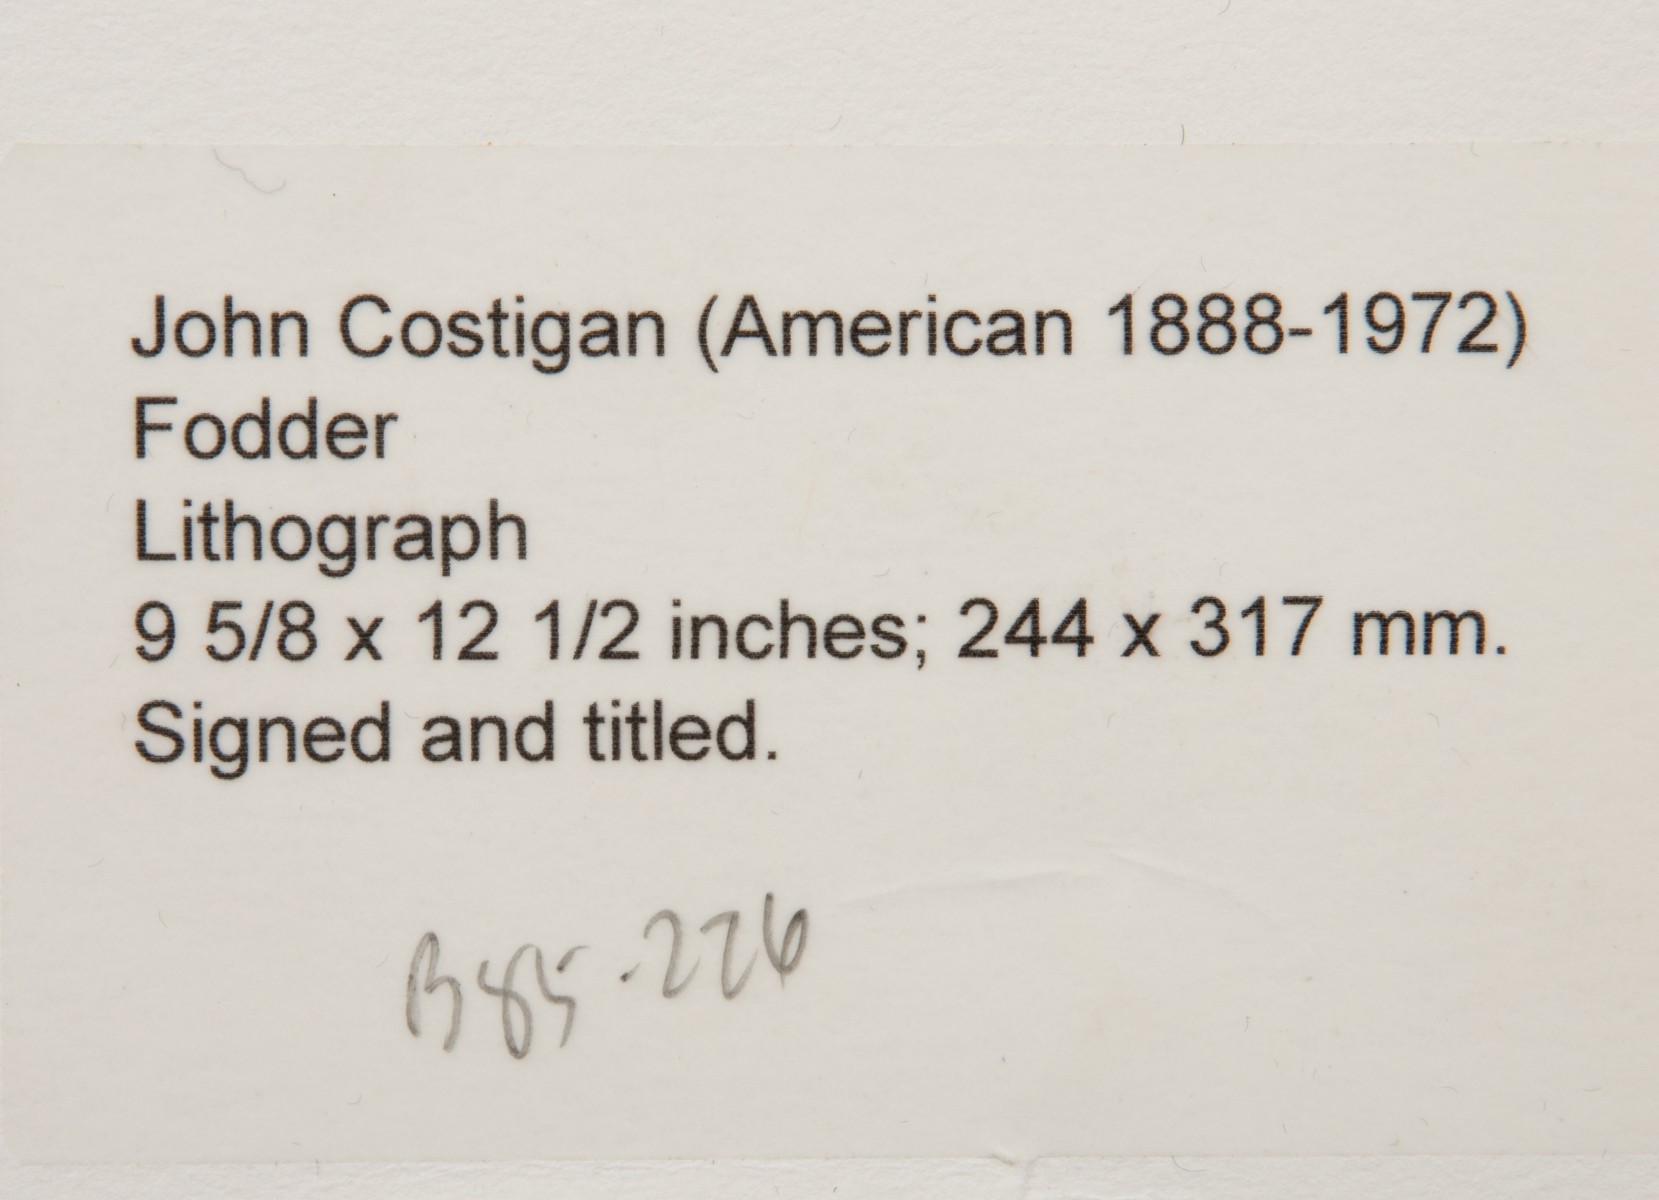 John Costigan (American 1888-1972)
Fodder
Lithograph
9 5/8 x 12 1/2 inches; 244 x 317 mm.
Signed and titled.
B85-226